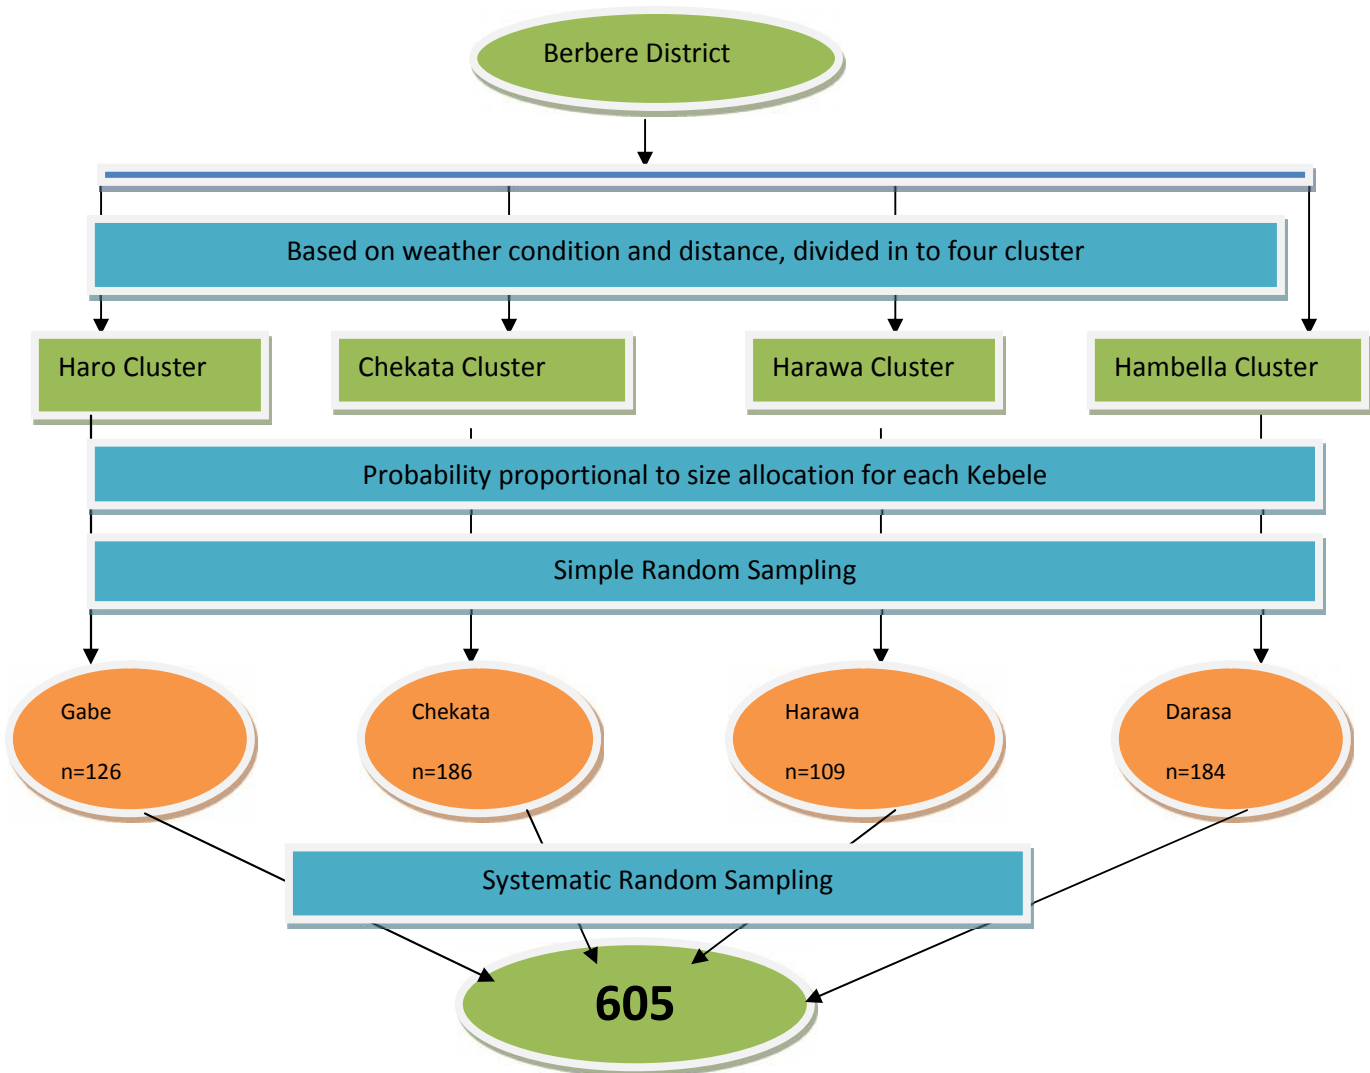 Berbere District
Based on weather condition and distance, divided in to four cluster
Haro Cluster
Chekata Cluster
Harawa Cluster
Hambella Cluster
Probability proportional to size allocation for each Kebele
Simple Random Sampling
Gabe
n=126
Chekata
n=186
Harawa
n=109
Darasa
n=184
Systematic Random Sampling
605